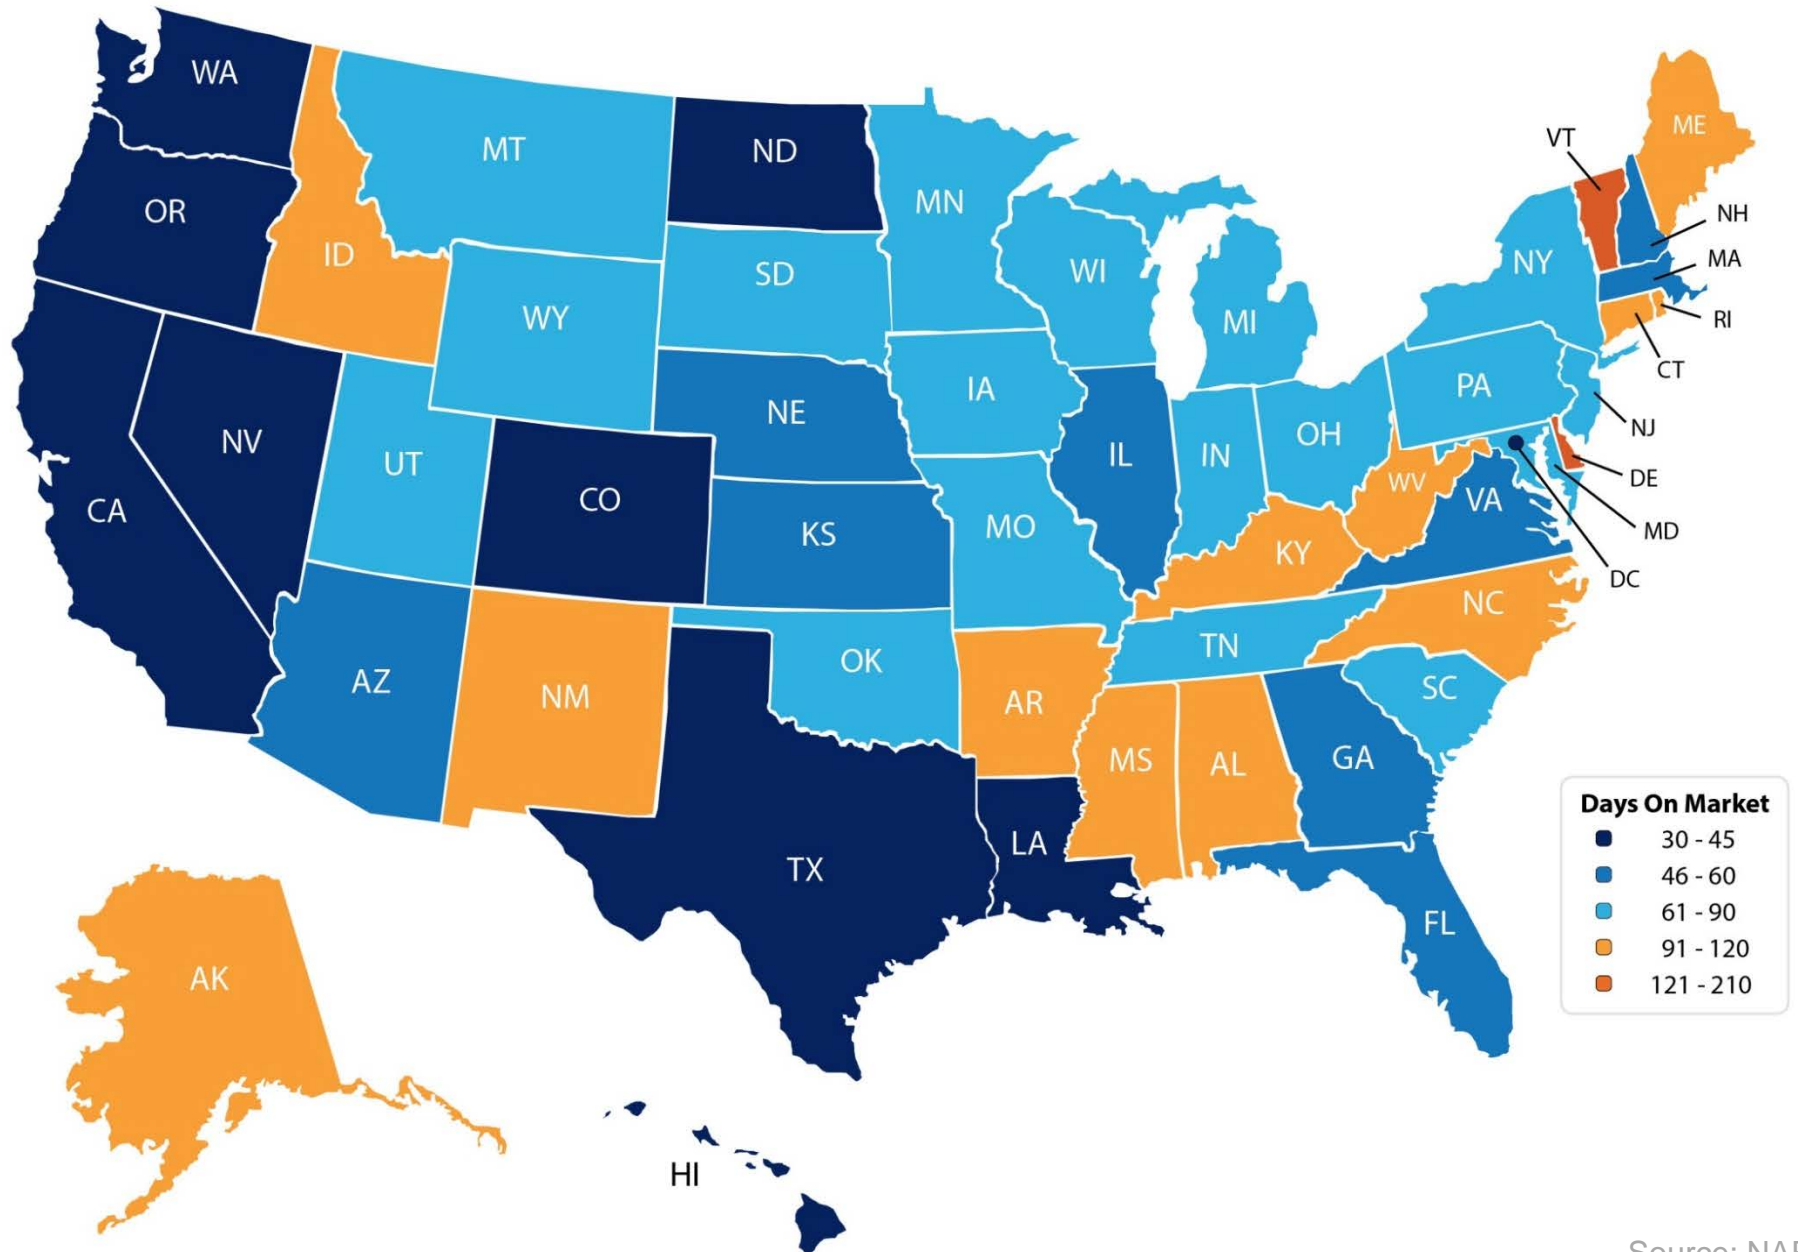 WA
MT
ND
MN
OR
ID
SD
WI
MI
WY
NY
VT
ME
NH
MA
RI
CT
NJ
PA
IA
NE
NV
UT
CO
CA
IL
IN
OH
WV
VA
DE
MD
DC
KS
MO
KY
NC
TN
SC
OK
AZ
NM
AR
MS
AL
GA
LA
TX
FL
AK
HI
Days On Market
30 - 45
46 - 60
61 - 90
91 - 120
121 - 210
Source: